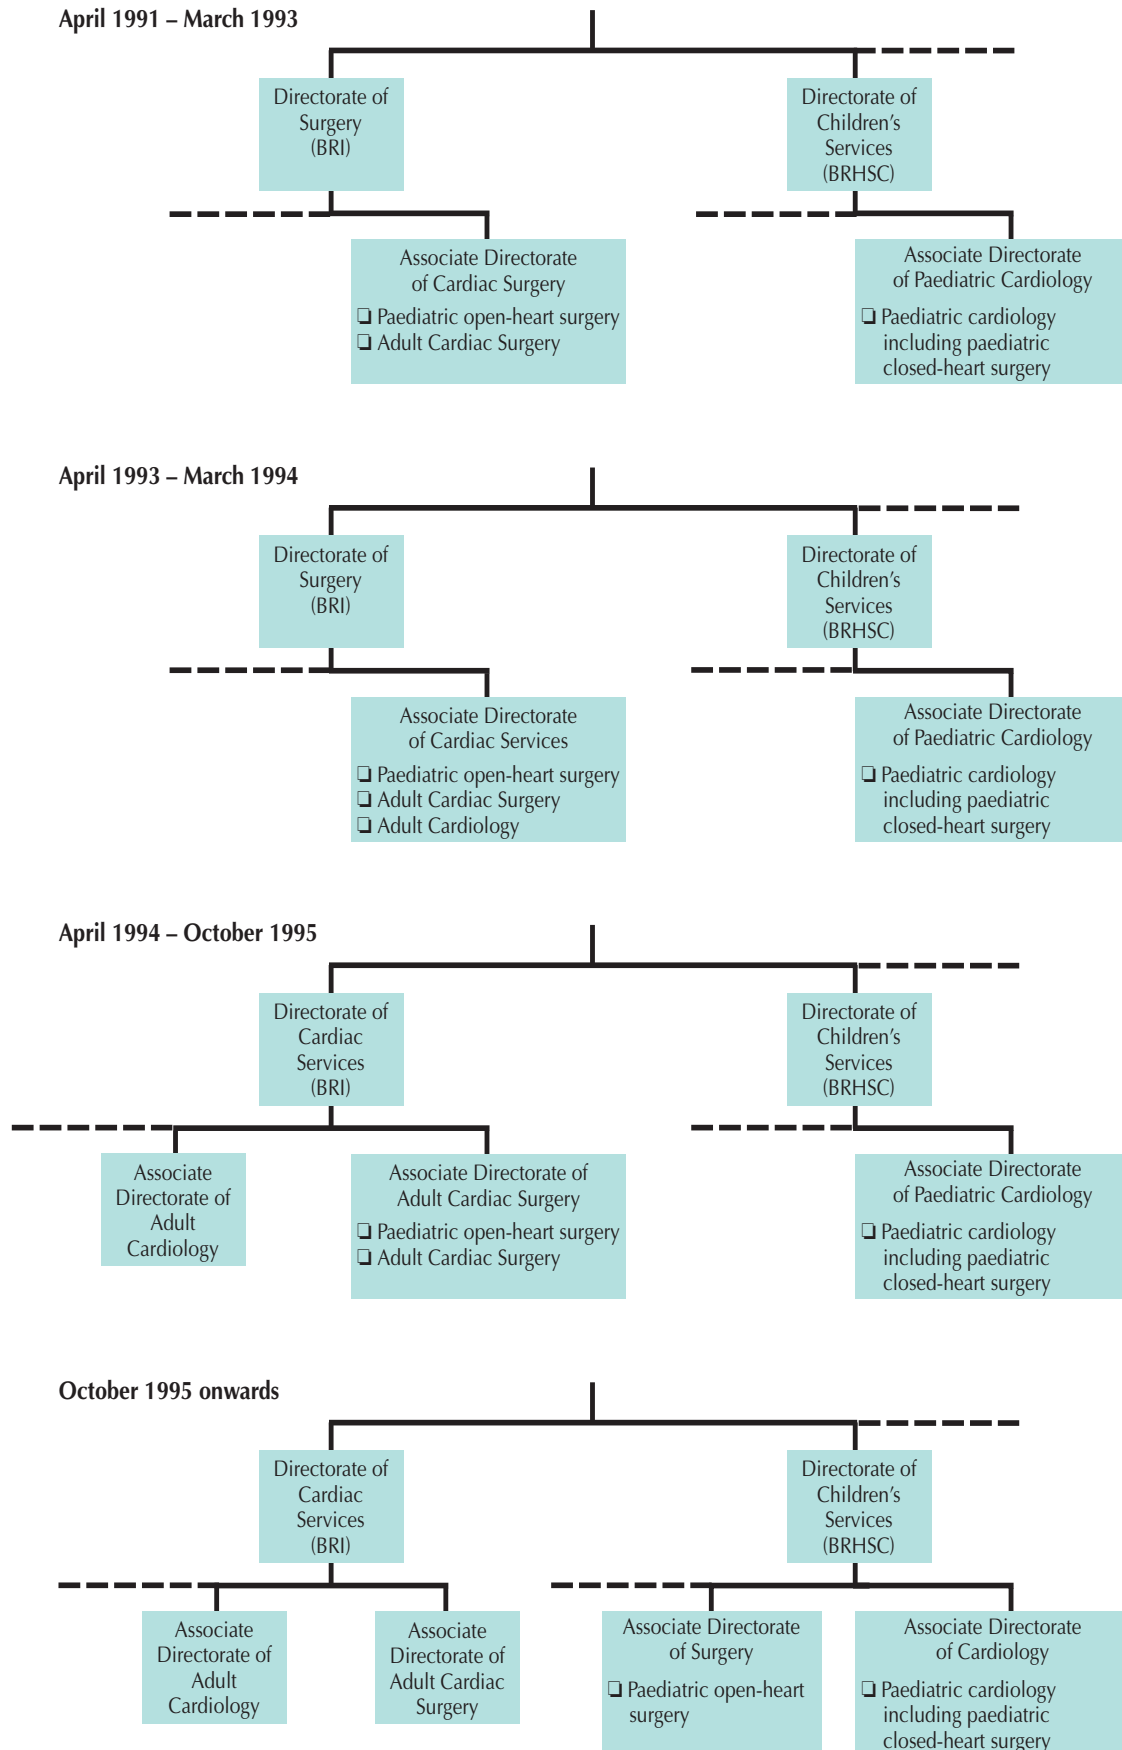 April 1991 – March 1993
Directorate of
Surgery
(BRI)
Directorate of
Children's
Services
(BRHSC)
Associate Directorate
of Cardiac Surgery
❏ Paediatric open-heart surgery
❏ Adult Cardiac Surgery
Associate Directorate
of Paediatric Cardiology
❏ Paediatric cardiology
including paediatric
closed-heart surgery
April 1993 – March 1994
Directorate of
Surgery
(BRI)
Directorate of
Children's
Services
(BRHSC)
Associate Directorate
of Cardiac Services
❏ Paediatric open-heart surgery
❏ Adult Cardiac Surgery
❏ Adult Cardiology
Associate Directorate
of Paediatric Cardiology
❏ Paediatric cardiology
including paediatric
closed-heart surgery
April 1994 – October 1995
Directorate of
Cardiac
Services
(BRI)
Directorate of
Children's
Services
(BRHSC)
Associate
Directorate of
Adult
Cardiology
Associate Directorate of
Adult Cardiac Surgery
❏ Paediatric open-heart surgery
❏ Adult Cardiac Surgery
Associate Directorate
of Paediatric Cardiology
❏ Paediatric cardiology
including paediatric
closed-heart surgery
October 1995 onwards
Directorate of
Cardiac
Services
(BRI)
Directorate of
Children's
Services
(BRHSC)
Associate
Directorate of
Adult
Cardiology
Associate
Directorate of
Adult Cardiac
Surgery
Associate Directorate
of Surgery
❏ Paediatric open-heart
surgery
Associate Directorate
of Cardiology
❏ Paediatric cardiology
including paediatric
closed-heart surgery